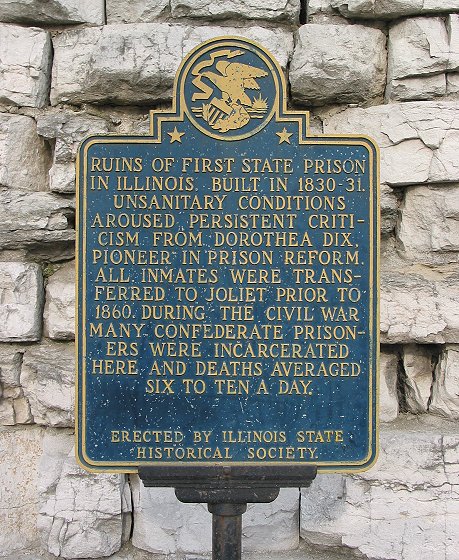 RUINS OF FIRST STATE PRISON
IN ILLINOIS. BUILT IN 1830-31.
UNSANITARY CONDITIONS
AROUSED PERSISTENT CRITI-
CISM FROM DOROTHEA DIX,
PIONEER IN PRISON REFORM.
ALL INMATES WERE TRANS-
FERRED TO JOLIET PRIOR TO
1860. DURING THE CIVIL WAR
MANY CONFEDERATE PRISON-
ERS WERE INCARCERATED
HERE AND DEATHS AVERAGED
SIX TO TEN A DAY.
ERECTED BY ILLINOIS STATE
HISTORICAL SOCIETY.